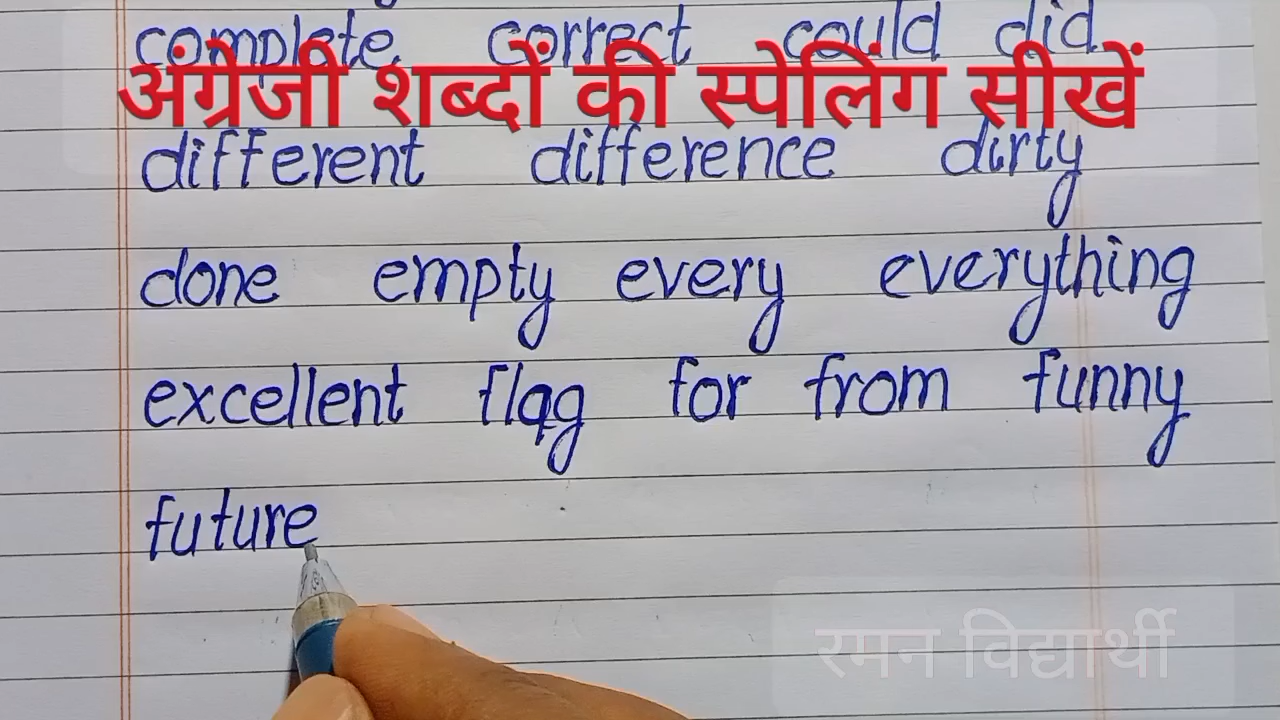 complete correct could did
अंग्रेजी शब्दों की स्पेलिंग सीखें
different difference dirty
done empty every everything
excellent flag for from funny
future
रमन विद्यार्थी